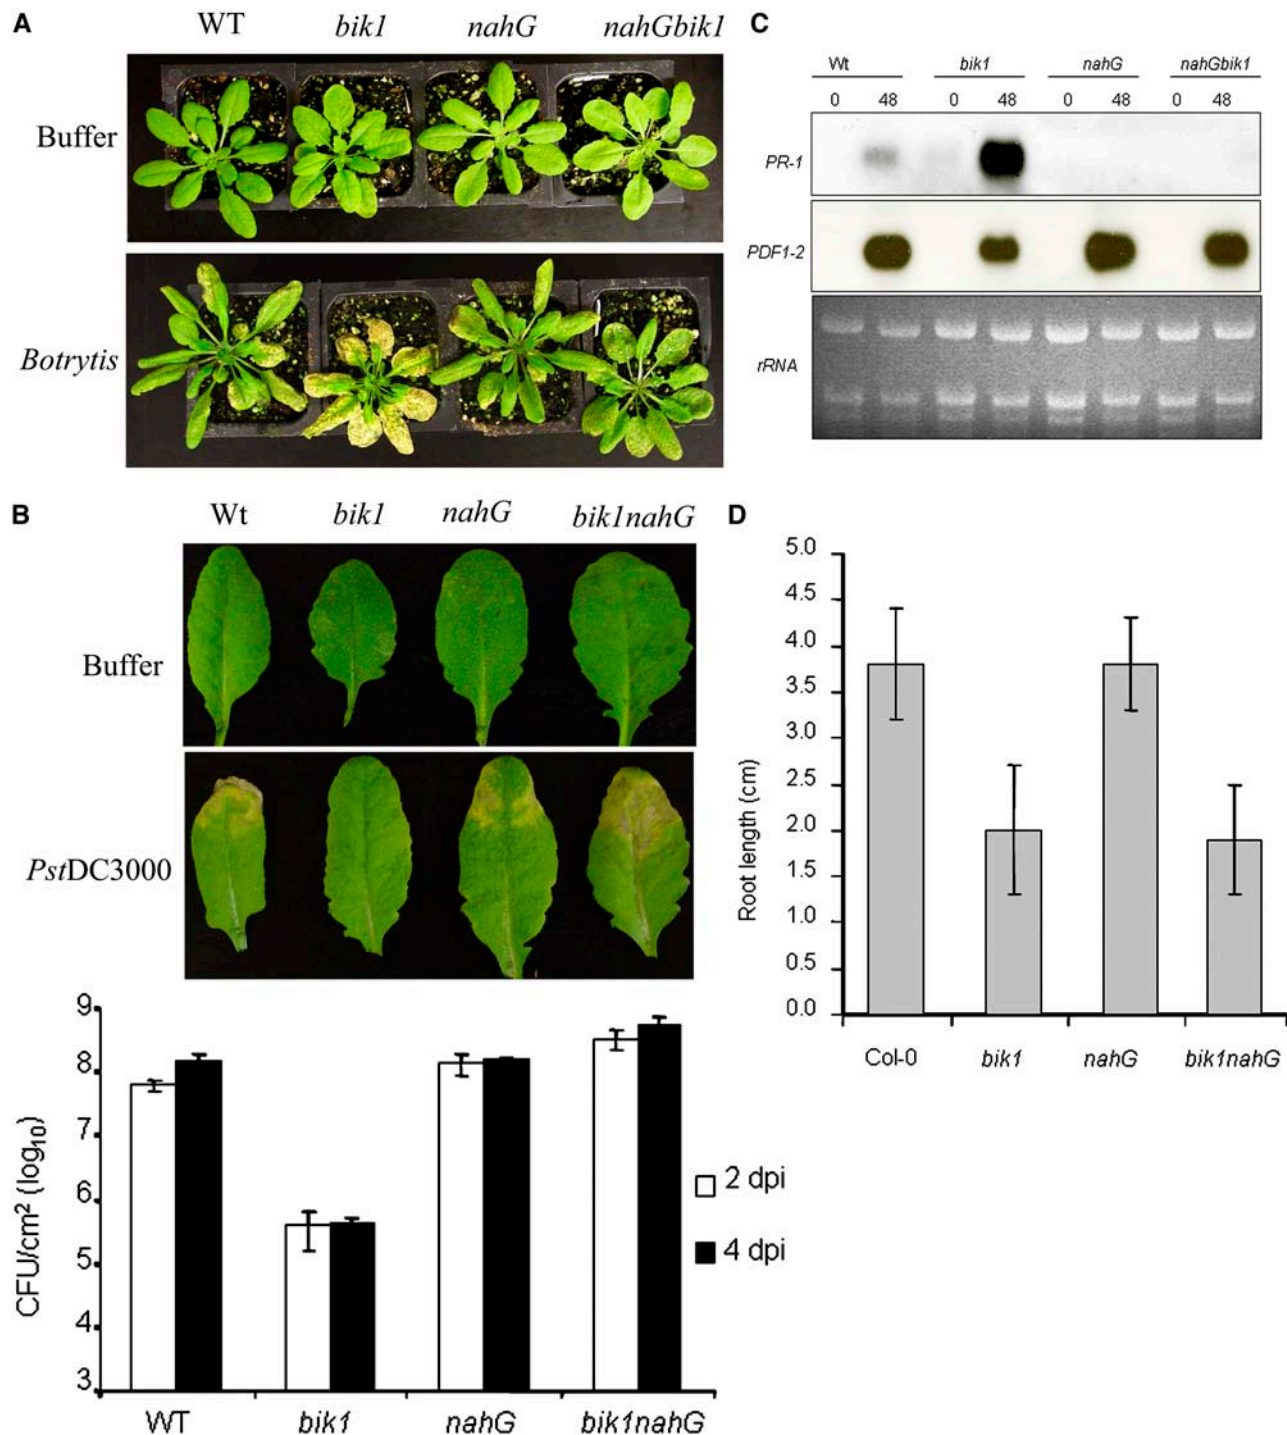 A
WT bik1 nahG nahGbik1
Buffer
Botrytis
B
Wt bik1 nahG bik1nahG
Buffer
PstDC3000
9
8
7
6
5
4
3
CFU/cm² (log₁₀)
2 dpi
4 dpi
WT bik1 nahG bik1nahG
C
Wt bik1 nahG nahGbik1
0 48 0 48 0 48 0 48
PR-1
PDF1-2
rRNA
D
5.0
4.5
4.0
3.5
3.0
2.5
2.0
1.5
1.0
0.5
0.0
Root length (cm)
Col-0 bik1 nahG bik1nahG